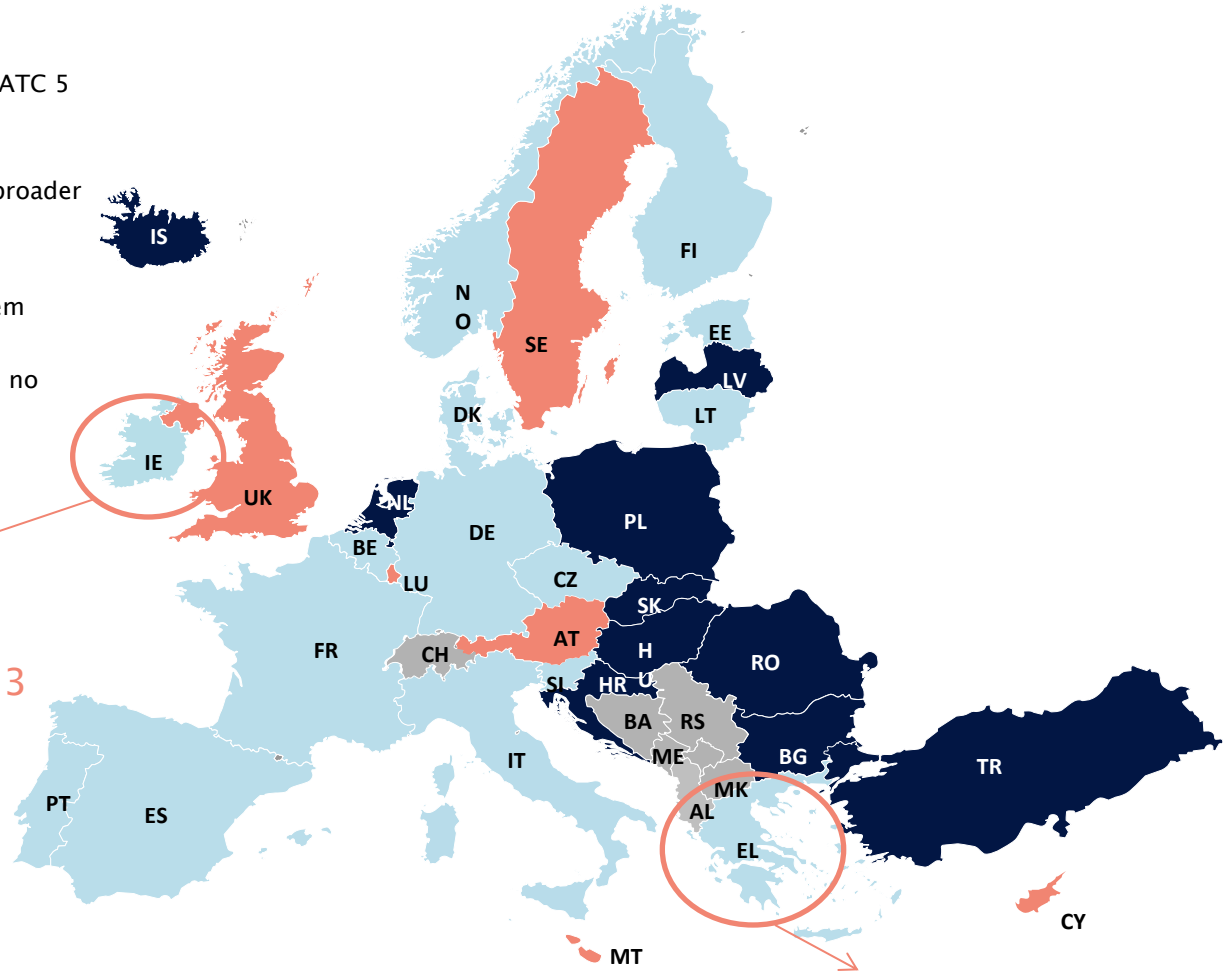 ATC 5
broader
em
no
3
IS
N
O
SE
FI
EE
LV
LT
DK
IE
UK
NL
BE
LU
DE
PL
CZ
SK
AT
H
U
FR
CH
SL
HR
RO
BA
RS
ME
BG
MK
AL
IT
PT
ES
EL
TR
CY
MT